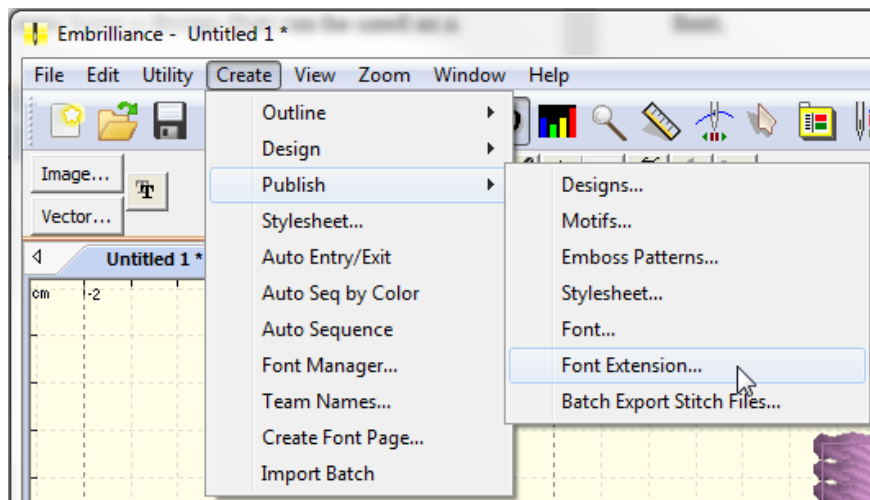 Embrilliance - Untitled 1 *
File Edit Utility Create View Zoom Window Help
Image...
Vector...
Untitled 1 *
cm -2
Outline
Design
Publish
Stylesheet...
Auto Entry/Exit
Auto Seq by Color
Auto Sequence
Font Manager...
Team Names...
Create Font Page...
Import Batch
Designs...
Motifs...
Emboss Patterns...
Stylesheet...
Font...
Font Extension...
Batch Export Stitch Files...